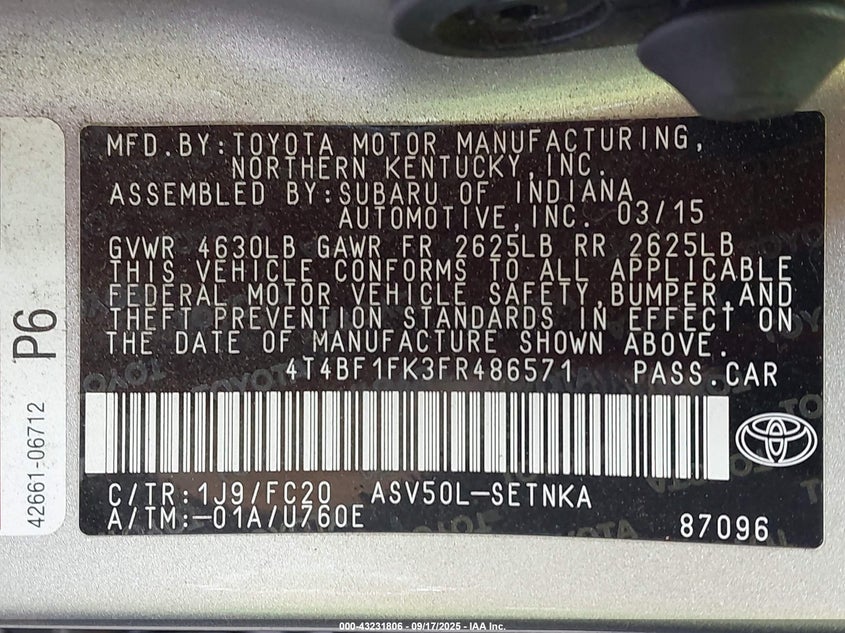 MFD.BY:TOYOTA MOTOR MANUFACTURING,
NORTHERN KENTUCKY,INC.
ASSEMBLED BY:SUBARU OF INDIANA
AUTOMOTIVE,INC. 03/15
GVWR 4630LB GAWR FR 2625LB RR 2625LB
THIS VEHICLE CONFORMS TO ALL APPLICABLE
FEDERAL MOTOR VEHICLE SAFETY,BUMPER,AND
THEFT PREVENTION STANDARDS IN EFFECT ON
THE DATE OF MANUFACTURE SHOWN ABOVE.
4T4BF1FK3FR486571 PASS.CAR
C/TR:1J9/FC20 ASV50L-SETNKA
A/TM:-01A/U760E 87096
P6
42661-06712
000-43231806 - 09/17/2025 - IAA Inc.